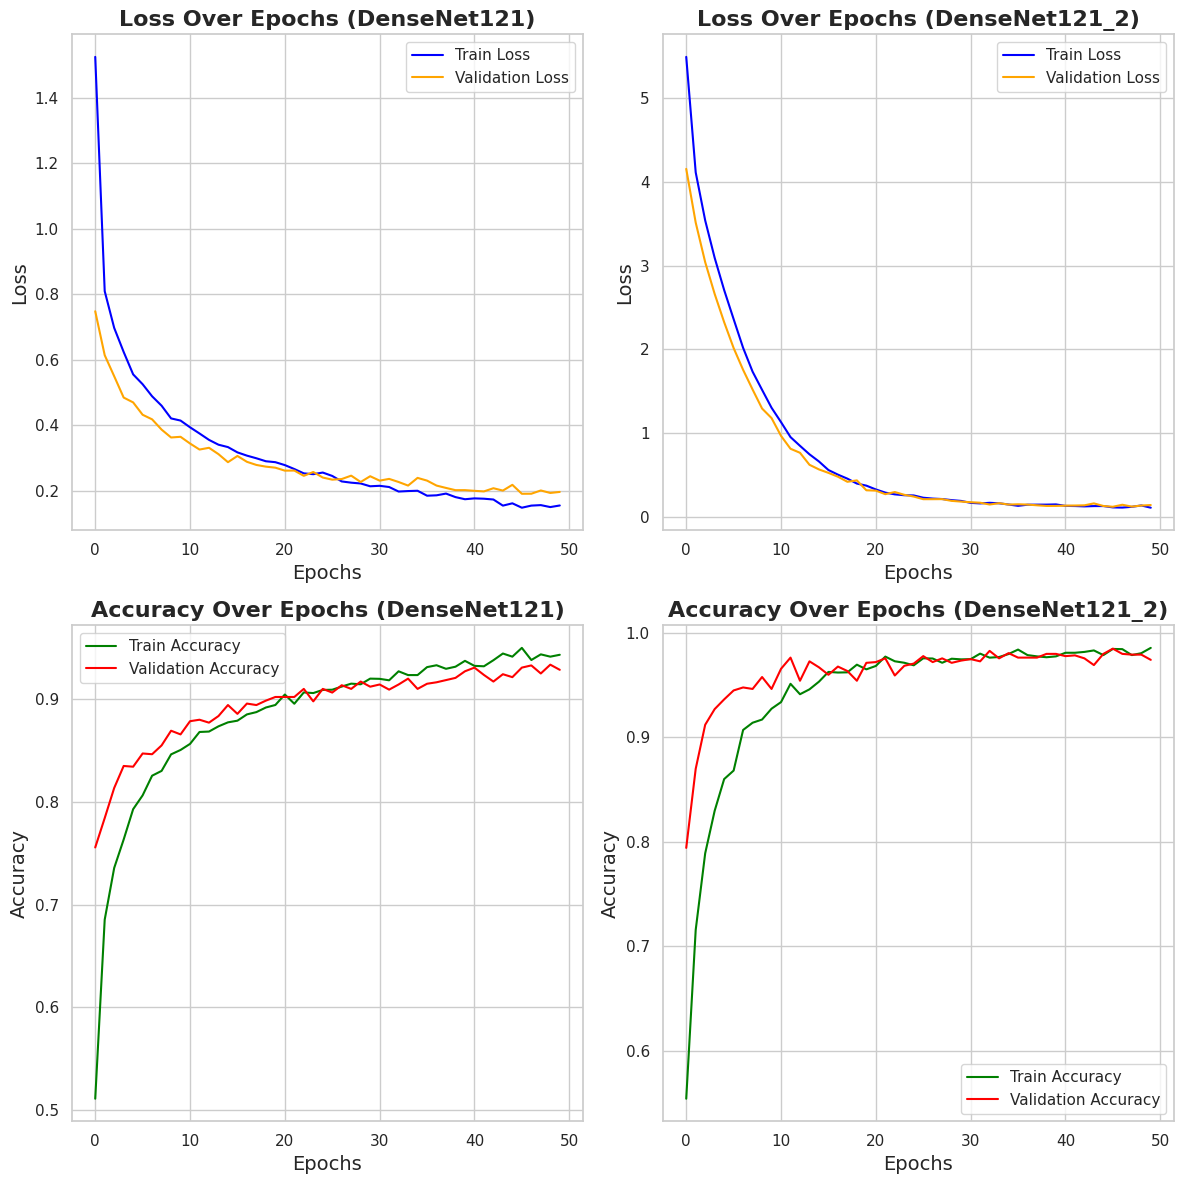 Loss Over Epochs (DenseNet121)
Train Loss
Validation Loss
1.4
1.2
1.0
0.8
0.6
0.4
0.2
Loss
0 10 20 30 40 50
Epochs
Loss Over Epochs (DenseNet121_2)
Train Loss
Validation Loss
5
4
3
2
1
0
Loss
0 10 20 30 40 50
Epochs
Accuracy Over Epochs (DenseNet121)
Train Accuracy
Validation Accuracy
0.9
0.8
0.7
0.6
0.5
Accuracy
0 10 20 30 40 50
Epochs
Accuracy Over Epochs (DenseNet121_2)
1.0
0.9
0.8
0.7
0.6
Accuracy
Train Accuracy
Validation Accuracy
0 10 20 30 40 50
Epochs